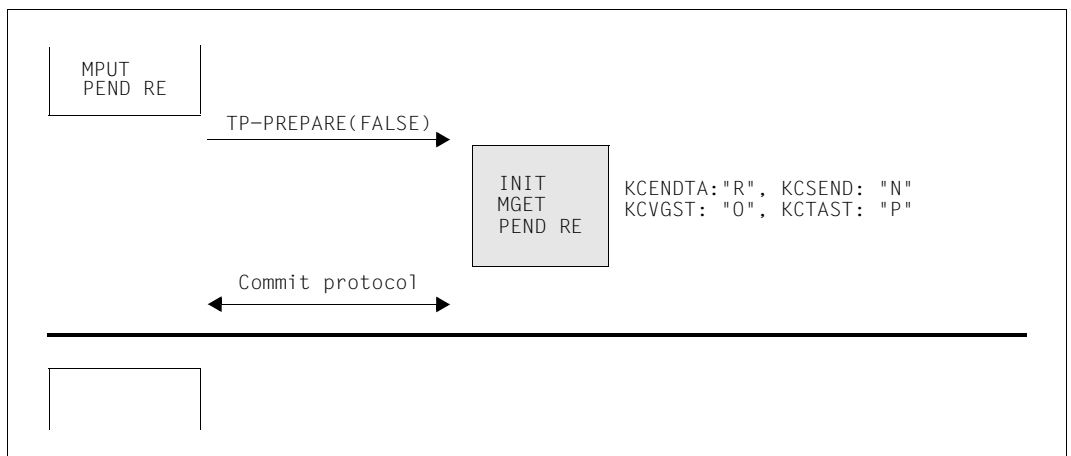 MPUT
PEND RE
TP-PREPARE(FALSE)
INIT
MGET
PEND RE
KCENDTA:"R", KCSEND: "N"
KCVGST: "O", KCTAST: "P"
Commit protocol